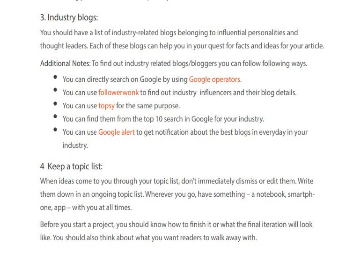 3. Industry blogs:
You should have a list of industry-related blogs belonging to influential personalities and
thought leaders. Each of these blogs can help you in your quest for facts and ideas for your article.
Additional Notes: To find out industry related blogs/bloggers you can follow following ways.
• You can directly search on Google by using Google operators.
• You can use followerwonk to find out industry influencers and their blog details.
• You can use topsy for the same purpose.
• You can find them from the top 10 search in Google for your industry.
• You can use Google alert to get notification about the best blogs in everyday in your
industry.
4 Keep a topic list:
When ideas come to you through your topic list, don't immediately dismiss or edit them. Write
them down in an ongoing topic list. Wherever you go, have something – a notebook, smartph-
one, app – with you at all times.
Before you start a project, you should know how to finish it or what the final iteration will look
like. You should also think about what you want readers to walk away with.